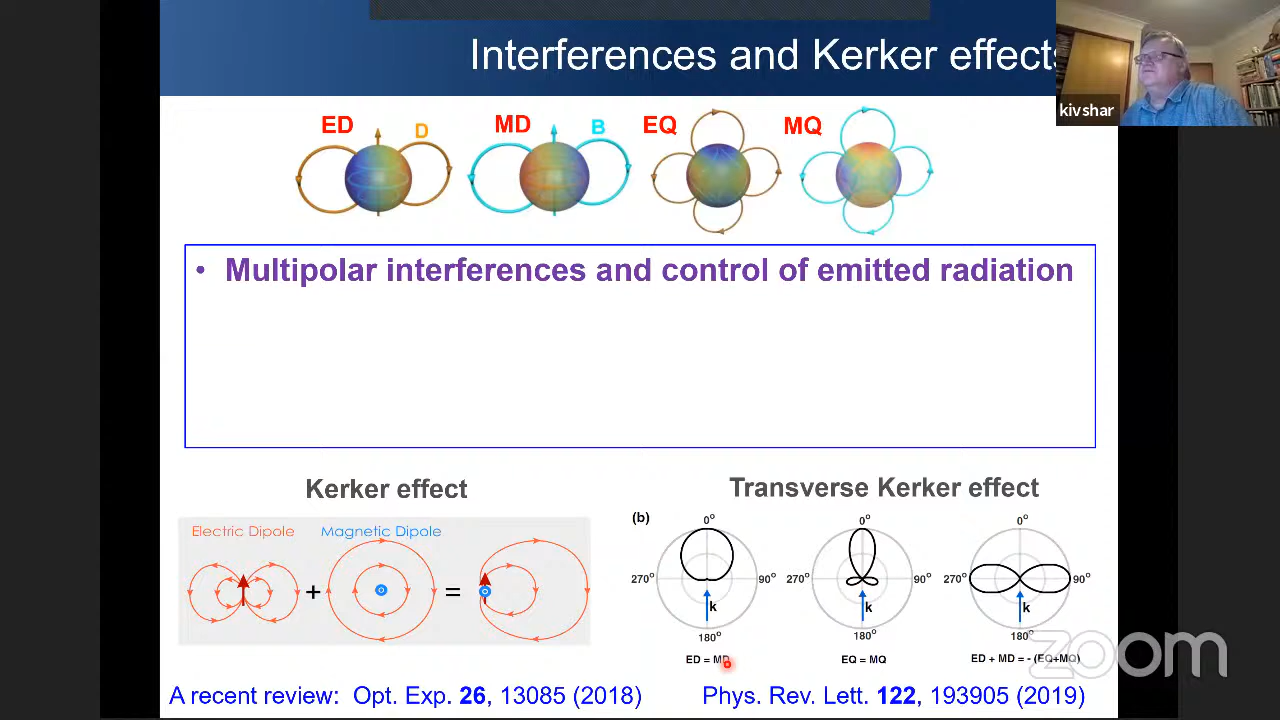 Interferences and Kerker effects
kivshar
ED
D
MD
B
EQ
MQ
• Multipolar interferences and control of emitted radiation
Kerker effect
Transverse Kerker effect
Electric Dipole
Magnetic Dipole
+
=
(b)
0° 0° 0°
270° 90° 270° 90° 270° 90°
k k k
180° 180° 180°
ED = MD
EQ = MQ
ED + MD = - (EQ+MQ)
zoom
A recent review: Opt. Exp. 26, 13085 (2018)
Phys. Rev. Lett. 122, 193905 (2019)